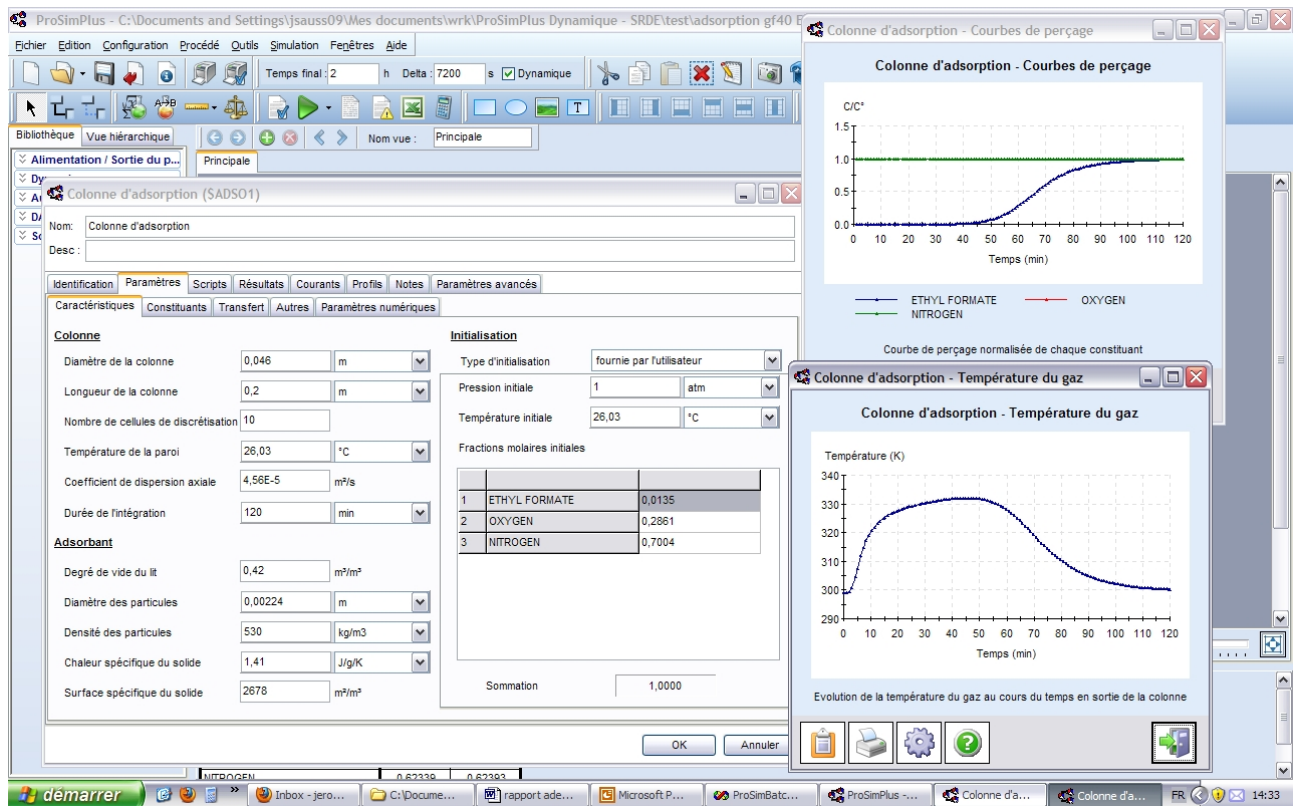 ProSimPlus - C:\Documents and Settings\jsauss09\Mes documents\wrk\ProSimPlus Dynamique - SRDE\test\adsorption gf40 E
Fichier Edition Configuration Procédé Outils Simulation Fenêtres Aide
Temps final : 2 h Delta : 7200 s Dynamique
T
Bibliothèque Vue hiérarchique Nom vue : Principale
Alimentation / Sortie du p... Principale
Colonne d'adsorption ($ADSO1)
Nom: Colonne d'adsorption
Desc :
Identification Paramètres Scripts Résultats Courants Profils Notes Paramètres avancés
Caractéristiques Constituants Transfert Autres Paramètres numériques
Colonne
Diamètre de la colonne 0,046 m
Longueur de la colonne 0,2 m
Nombre de cellules de discrétisation 10
Température de la paroi 26,03 °C
Coefficient de dispersion axiale 4,56E-5 m²/s
Durée de l'intégration 120 min
Adsorbant
Degré de vide du lit 0,42 m³/m³
Diamètre des particules 0,00224 m
Densité des particules 530 kg/m3
Chaleur spécifique du solide 1,41 J/g/K
Surface spécifique du solide 2678 m²/m³
Initialisation
Type d'initialisation fournie par l'utilisateur
Pression initiale 1 atm
Température initiale 26,03 °C
Fractions molaires initiales
1 ETHYL FORMATE 0,0135
2 OXYGEN 0,2861
3 NITROGEN 0,7004
Sommation 1,0000
OK Annuler
NITROGEN 0.62339 0.62393
Colonne d'adsorption - Courbes de perçage
Colonne d'adsorption - Courbes de perçage
C/C°
1.5
1.0
0.5
0.0
0 10 20 30 40 50 60 70 80 90 100 110 120
Temps (min)
ETHYL FORMATE OXYGEN
NITROGEN
Courbe de perçage normalisée de chaque constituant
Colonne d'adsorption - Température du gaz
Colonne d'adsorption - Température du gaz
Température (K)
340
330
320
310
300
290
0 10 20 30 40 50 60 70 80 90 100 110 120
Temps (min)
Evolution de la température du gaz au cours du temps en sortie de la colonne
démarrer Inbox - jero... C:\Docume... rapport ade... Microsoft P... ProSimBatc... ProSimPlus -... Colonne d'a... Colonne d'a... FR 14:33